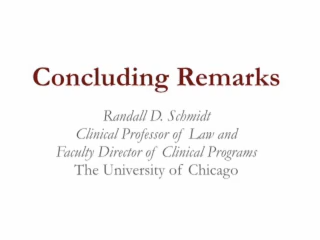 Concluding Remarks
Randall D. Schmidt
Clinical Professor of Law and
Faculty Director of Clinical Programs
The University of Chicago